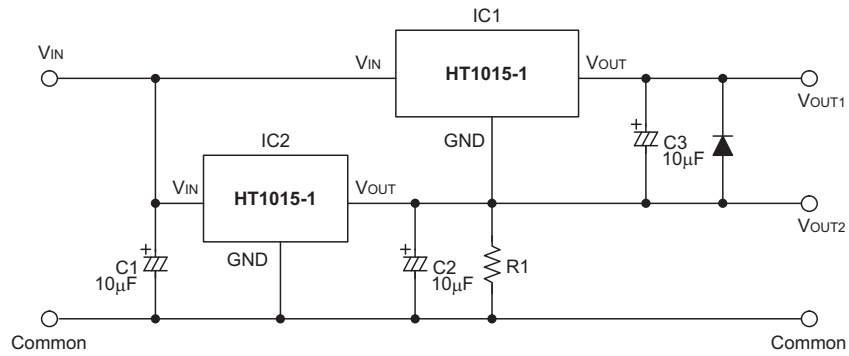 IC1
VIN
VIN
HT1015-1
VOUT
VOUT1
GND
C3
10μF
IC2
VIN
HT1015-1
VOUT
VOUT2
GND
C1
10μF
C2
10μF
R1
Common
Common